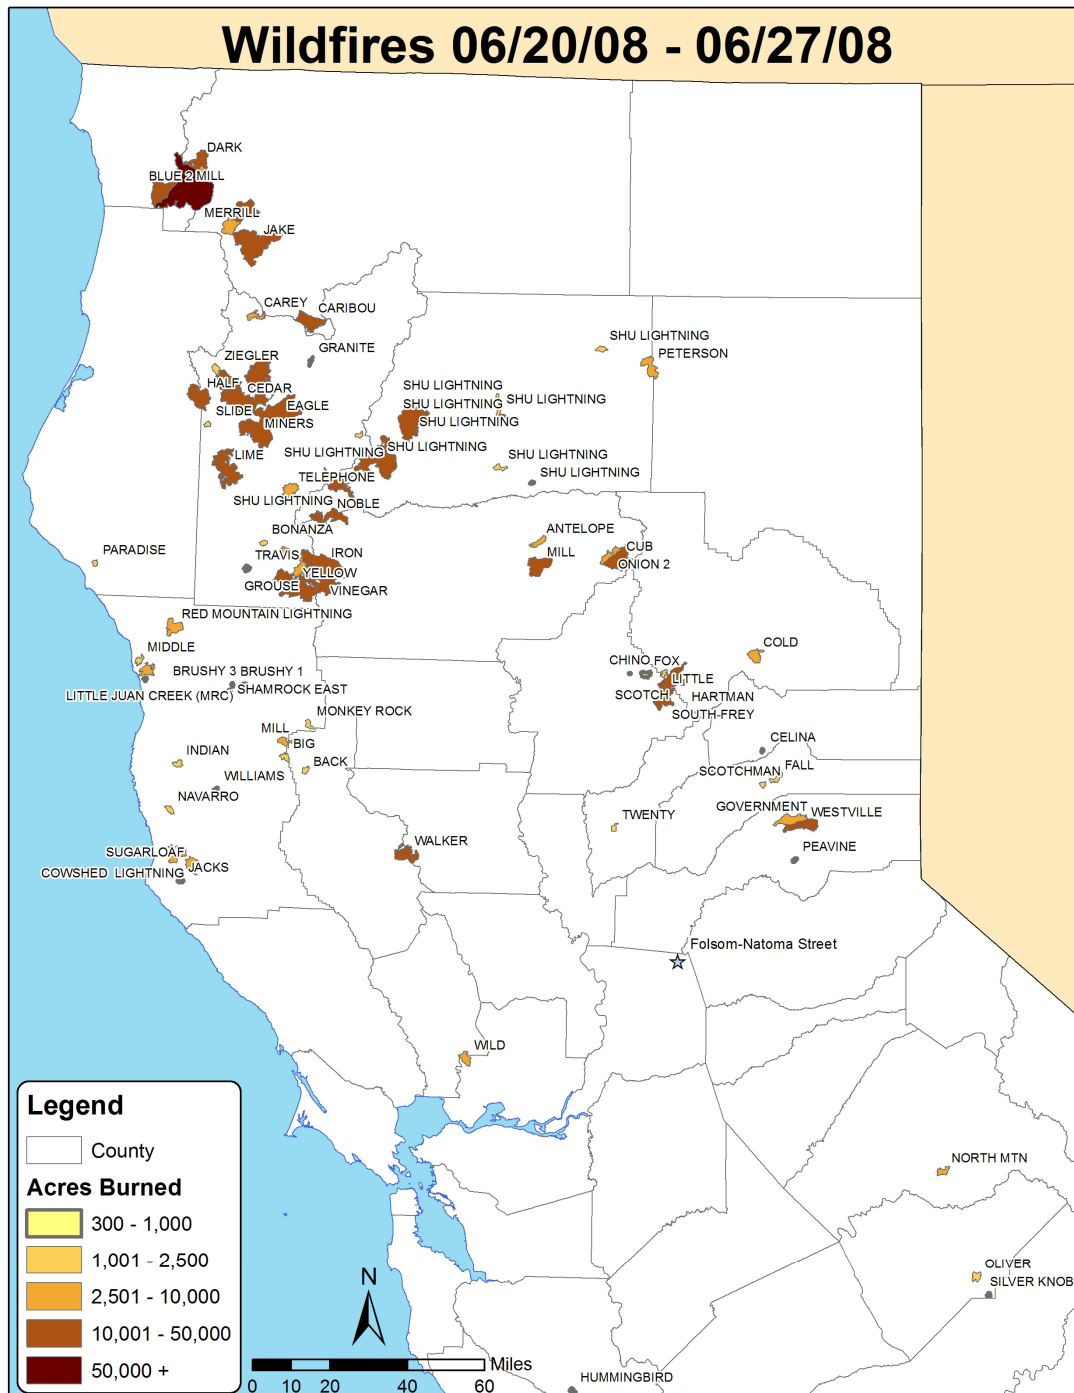 Wildfires 06/20/08 - 06/27/08
DARK
BLUE 2 MILL
MERRILL
JAKE
CAREY
CARIBOU
GRANITE
SHU LIGHTNING
PETERSON
ZIEGLER
HALF
CEDAR
SLIDE
EAGLE
MINERS
SHU LIGHTNING
SHU LIGHTNING
SHU LIGHTNING
SHU LIGHTNING
LIME
SHU LIGHTNING
SHU LIGHTNING
SHU LIGHTNING
SHU LIGHTNING
TELEPHONE
SHU LIGHTNING
NOBLE
BONANZA
ANTELOPE
MILL
CUB
ONION 2
PARADISE
TRAVIS
IRON
YELLOW
GROUSE
VINEGAR
RED MOUNTAIN LIGHTNING
MIDDLE
BRUSHY 3
BRUSHY 1
LITTLE JUAN CREEK (MRC)
SHAMROCK EAST
COLD
CHINO
FOX
LITTLE
SCOTCH
HARTMAN
SOUTH-FREY
MONKEY ROCK
MILL
BIG
BACK
INDIAN
WILLIAMS
NAVARRO
CELINA
SCOTCHMAN
FALL
TWENTY
GOVERNMENT
WESTVILLE
PEAVINE
WALKER
SUGARLOAF
JACKS
COWSHED
LIGHTNING
Folsom-Natoma Street
WILD
NORTH MTN
OLIVER
SILVER KNOB
HUMMINGBIRD
Legend
County
Acres Burned
300 - 1,000
1,001 - 2,500
2,501 - 10,000
10,001 - 50,000
50,000 +
N
Miles
0 10 20 40 60